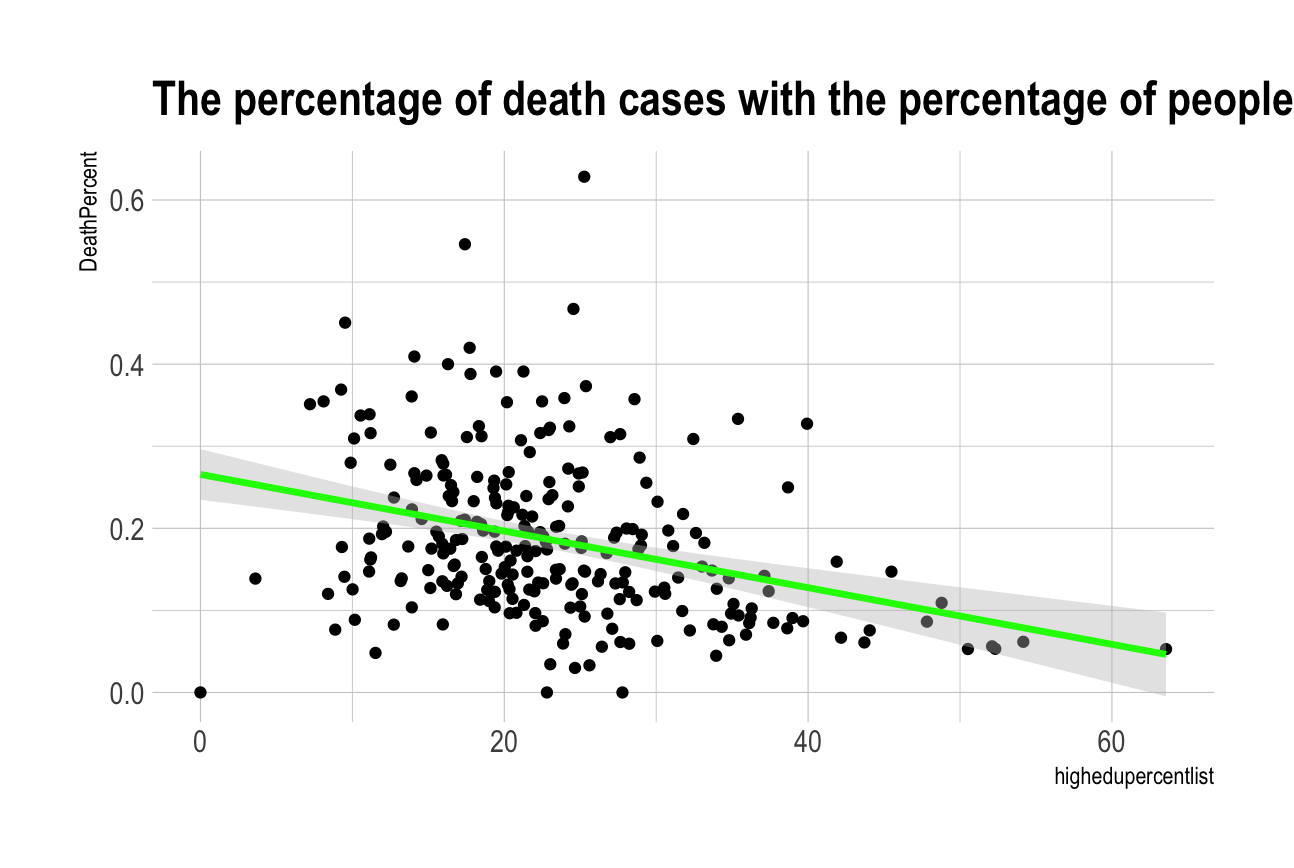 The percentage of death cases with the percentage of people
DeathPercent
0.6
0.4
0.2
0.0
0
20
40
60
highedupercentlist